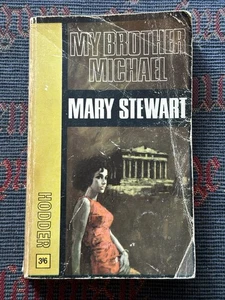 MY BROTHER
MICHAEL
MARY STEWART
HODDER
3/6